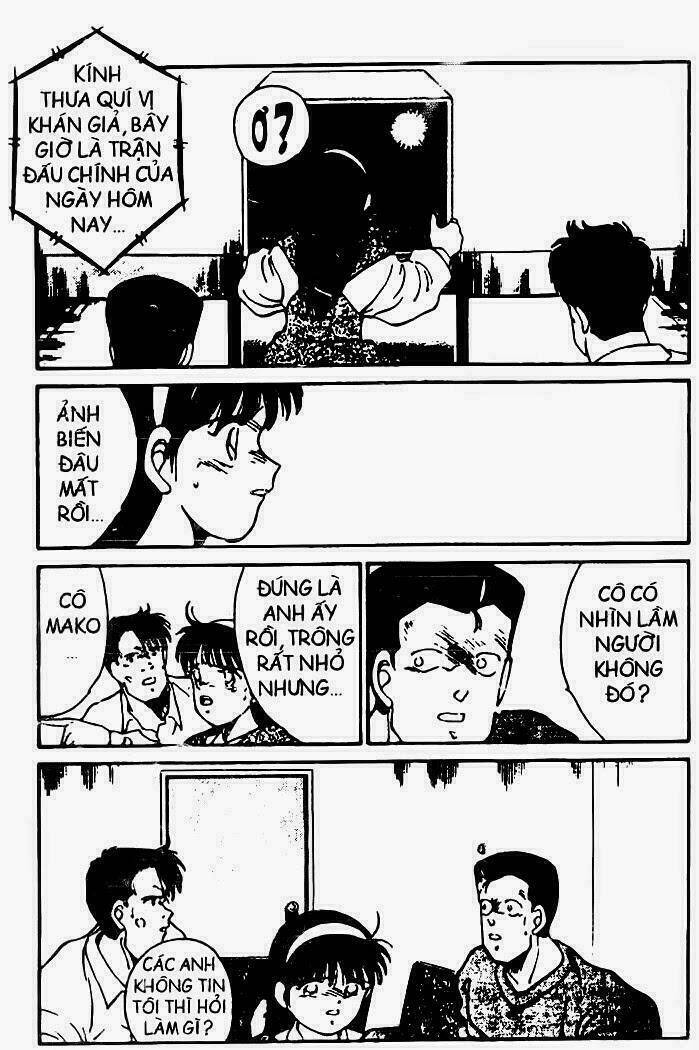 KÍNH
THƯA QUÍ VỊ
KHÁN GIẢ, BÂY
GIỜ LÀ TRẬN
ĐẤU CHÍNH CỦA
NGÀY HÔM
NAY...
Ơ?
ẢNH
BIẾN
ĐÂU
MẤT
RỒI...
CÔ
MAKO
...
ĐÚNG LÀ
ANH ẤY
RỒI, TRÔNG
RẤT NHỎ
NHƯNG...
CÔ CÓ
NHÌN LẦM
NGƯỜI
KHÔNG
ĐÓ?
CÁC ANH
KHÔNG TIN
TÔI THÌ HỎI
LÀM GÌ?